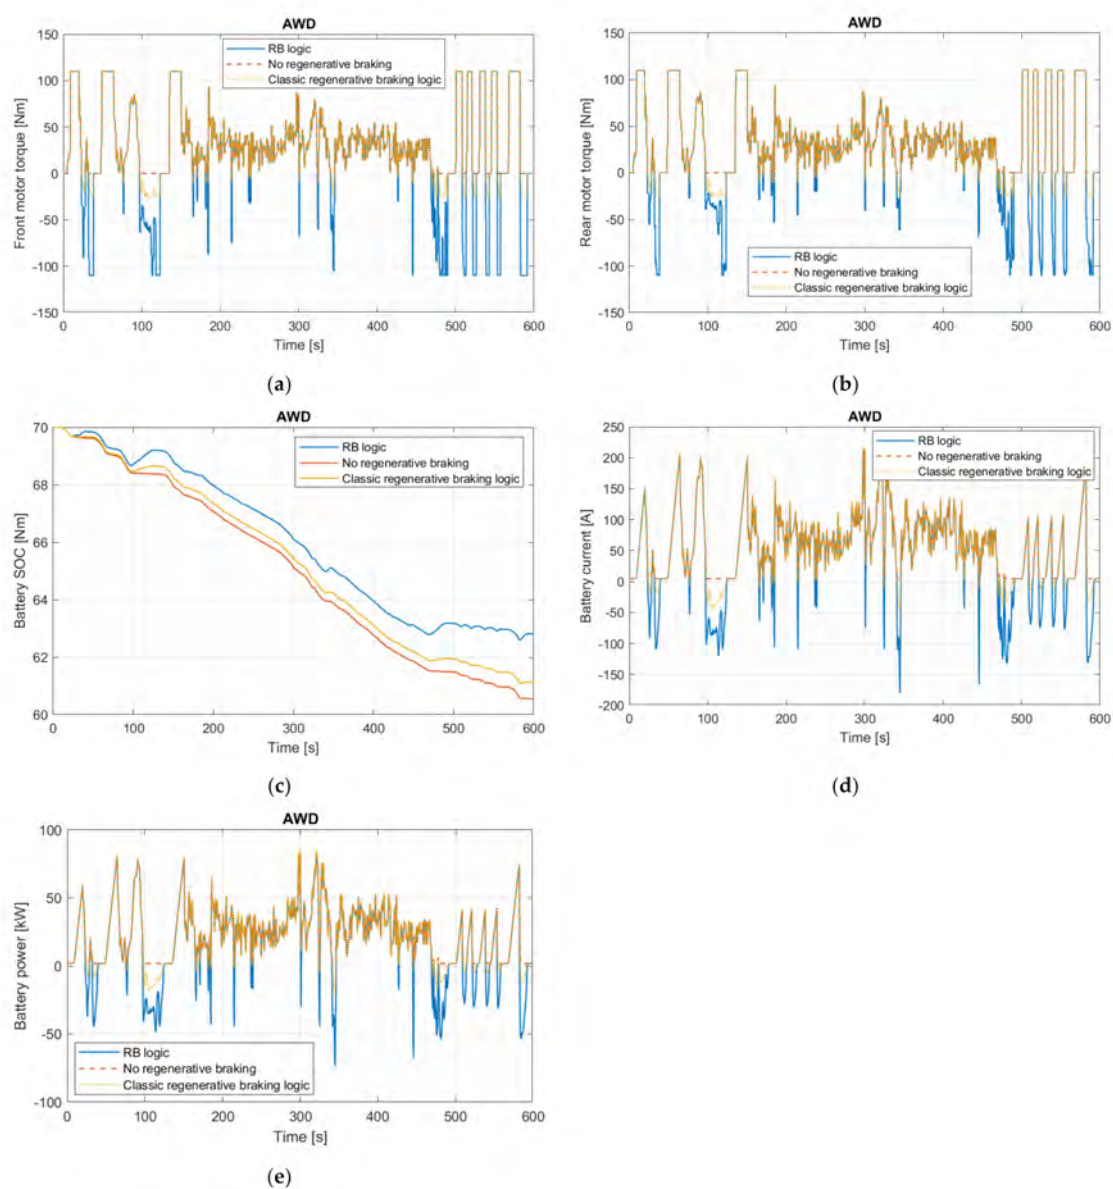 AWD
150
100
50
0
-50
-100
-150
Front motor torque [Nm]
RB logic
No regenerative braking
Classic regenerative braking logic
0 100 200 300 400 500 600
Time [s]
(a)
AWD
150
100
50
0
-50
-100
-150
Rear motor torque [Nm]
RB logic
No regenerative braking
Classic regenerative braking logic
0 100 200 300 400 500 600
Time [s]
(b)
AWD
70
68
66
64
62
60
Battery SOC [Nm]
RB logic
No regenerative braking
Classic regenerative braking logic
0 100 200 300 400 500 600
Time [s]
(c)
AWD
250
200
150
100
50
0
-50
-100
-150
-200
Battery current [A]
RB logic
No regenerative braking
Classic regenerative braking logic
0 100 200 300 400 500 600
Time [s]
(d)
AWD
100
50
0
-50
-100
Battery power [kW]
RB logic
No regenerative braking
Classic regenerative braking logic
0 100 200 300 400 500 600
Time [s]
(e)